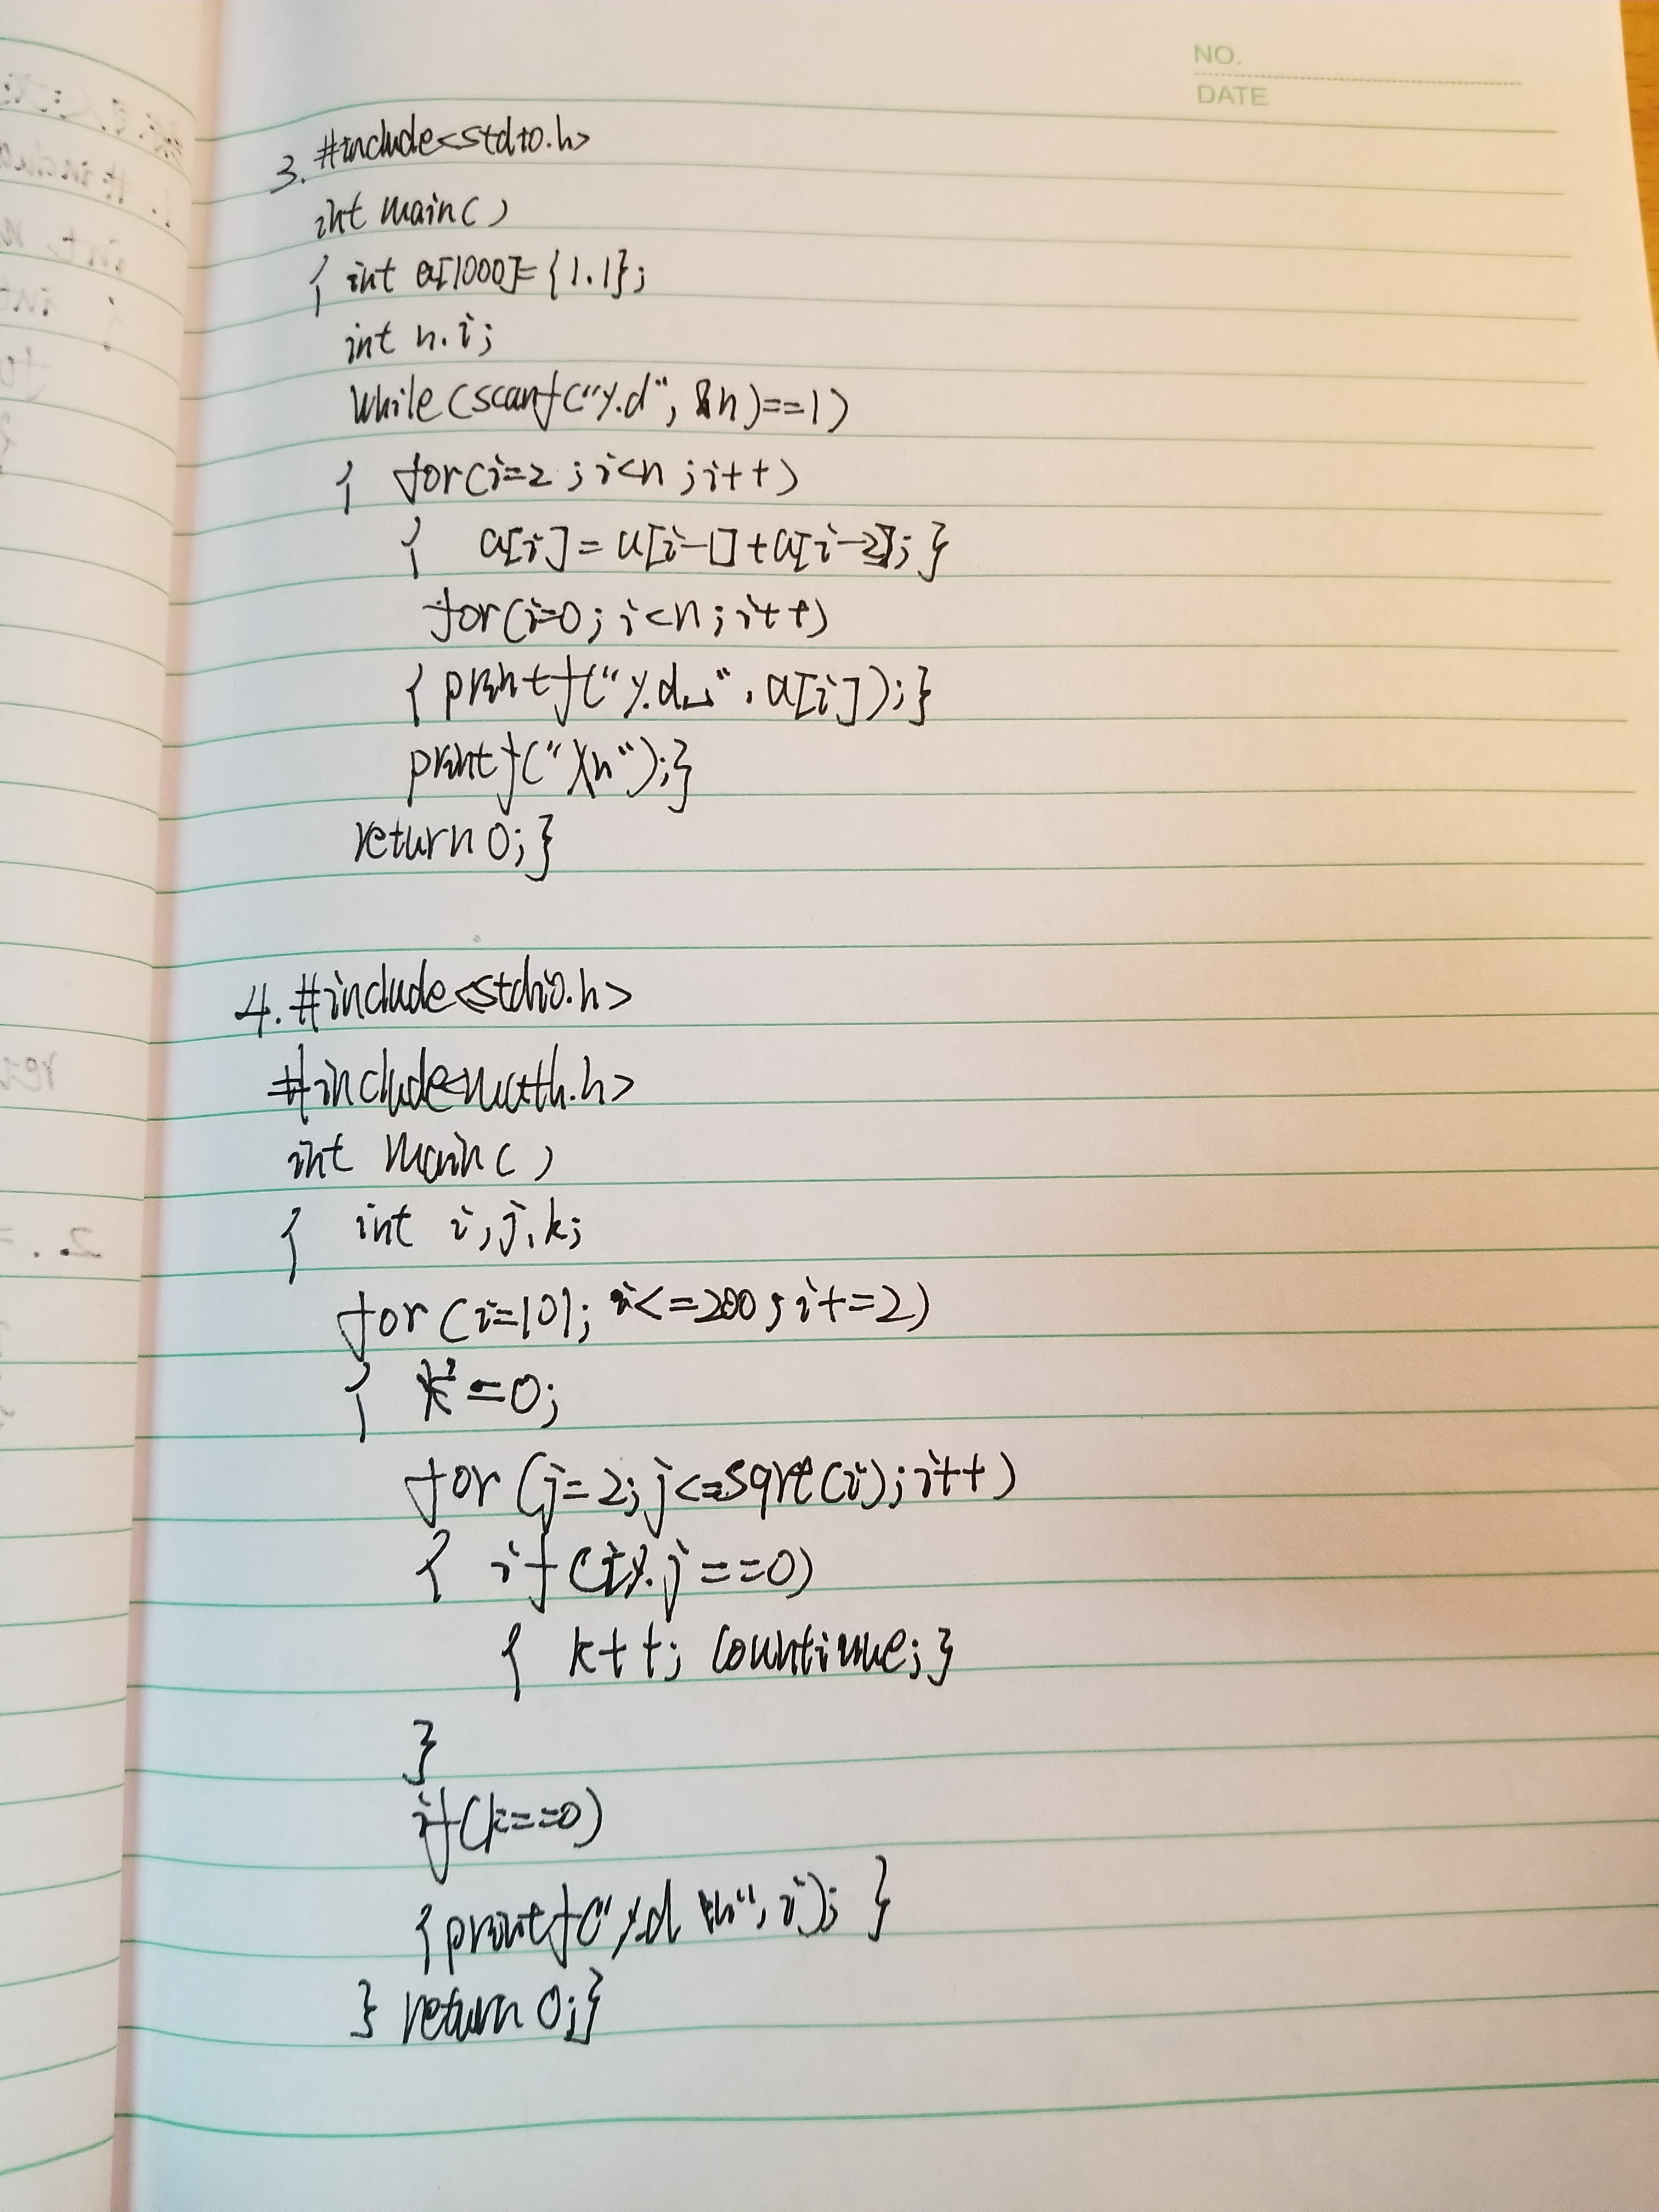 NO.
DATE
3. #include<stdio.h>
int main()
{ int a[1000]={1.1};
int n.i;
while(scanf("%d", &n)==1)
{ for(i=2;i<n;i++)
{ a[i]=a[i-1]+a[i-2];}
for(i=0;i<n;i++)
{printf("%d␣".a[i]);}
printf("\n");}
return 0;}
4. #include<stdio.h>
#include<math.h>
int main()
{ int i,j,k;
for(i=101;i<=200;i+=2)
{ k=0;
for(j=2;j<=sqrt(i);i++)
{ if(i%j==0)
{ k++; countinue;}
}
if(k==0)
{printf("%d \n",i);}
} return 0;}